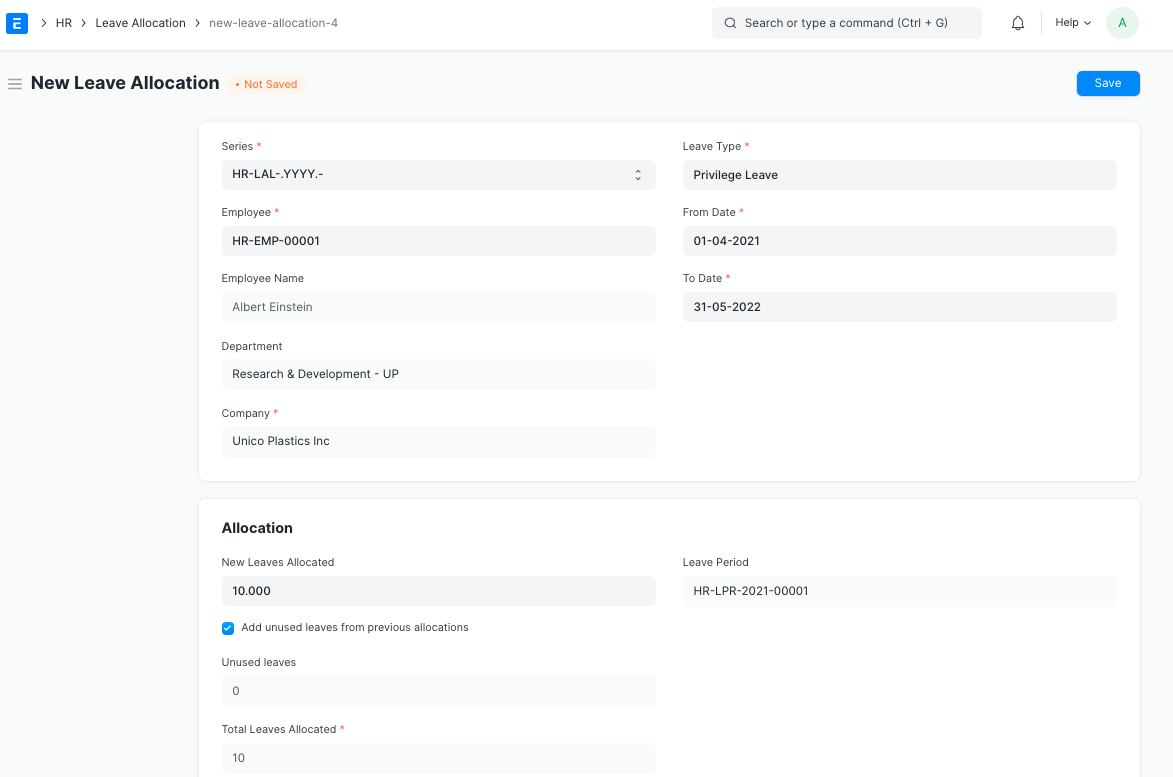 E HR Leave Allocation new-leave-allocation-4 Search or type a command (Ctrl + G) Help A
New Leave Allocation • Not Saved Save
Series *
HR-LAL-.YYYY.-
Employee *
HR-EMP-00001
Employee Name
Albert Einstein
Department
Research & Development - UP
Company *
Unico Plastics Inc
Leave Type *
Privilege Leave
From Date *
01-04-2021
To Date *
31-05-2022
Allocation
New Leaves Allocated
10.000
Add unused leaves from previous allocations
Unused leaves
0
Total Leaves Allocated *
10
Leave Period
HR-LPR-2021-00001